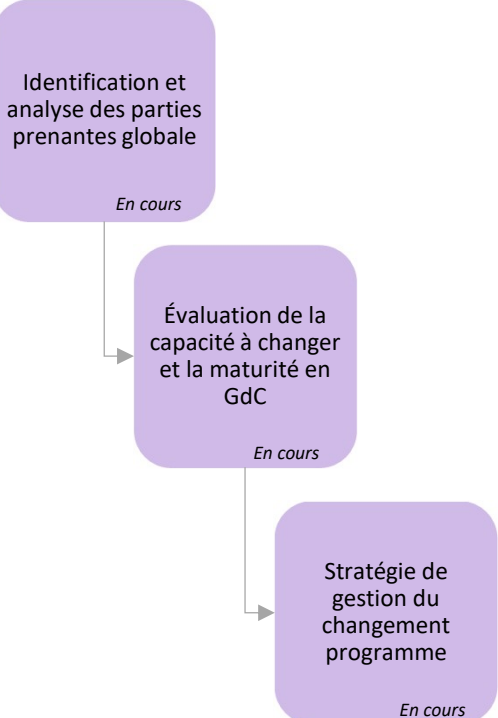 Identification et
analyse des parties
prenantes globale
En cours
Évaluation de la
capacité à changer
et la maturité en
GdC
En cours
Stratégie de
gestion du
changement
programme
En cours